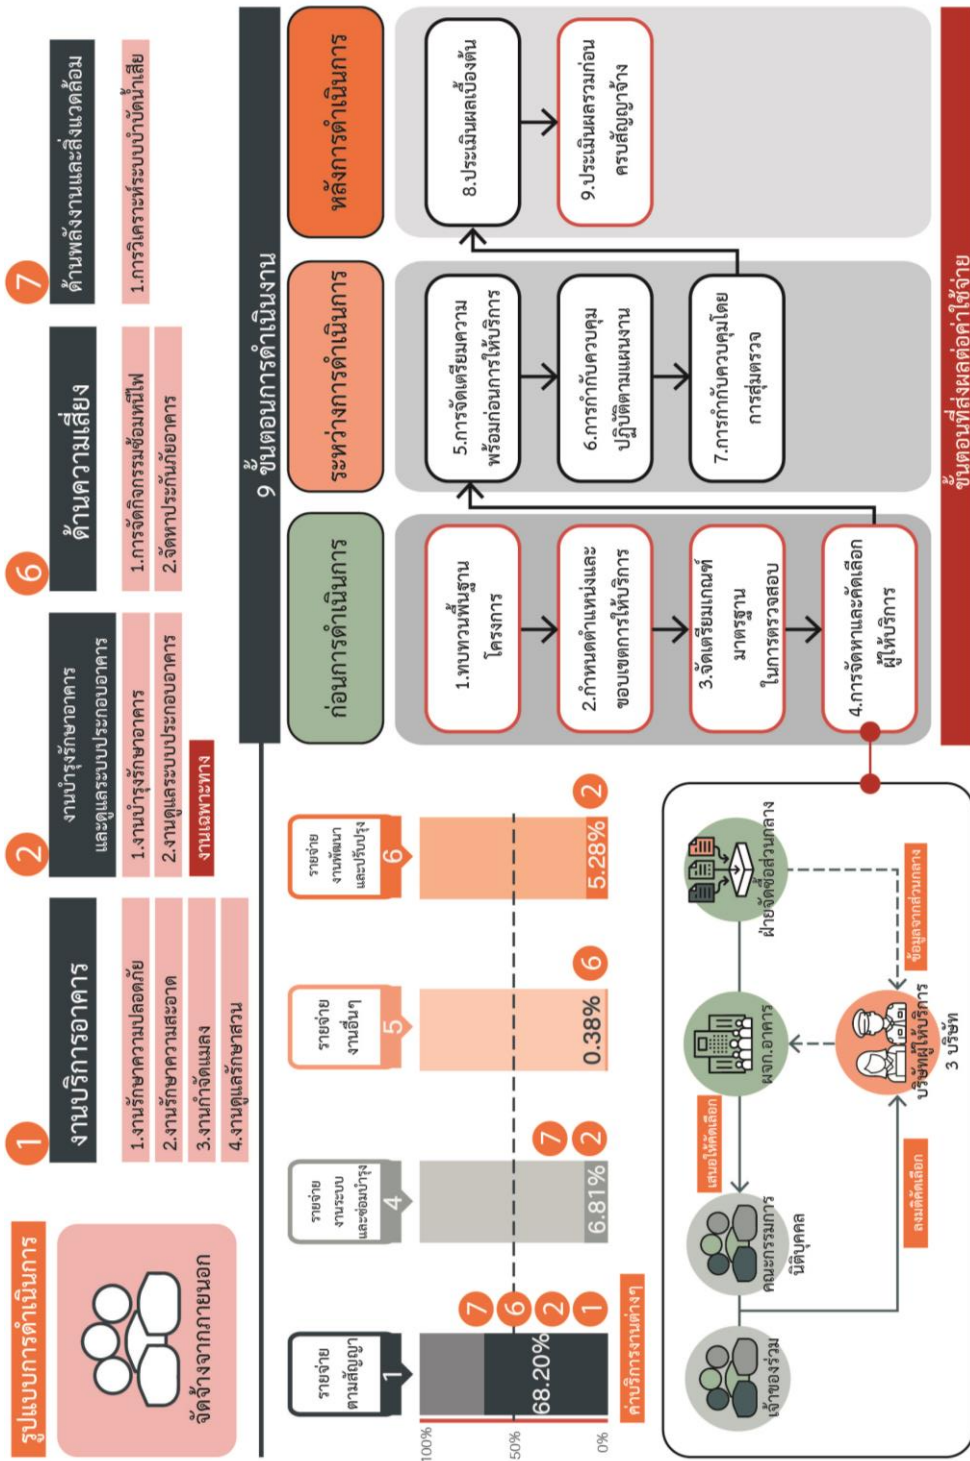 รูปแบบการดำเนินการ
จัดจ้างจากภายนอก
1
งานบริการอาคาร
1.งานรักษาความปลอดภัย
2.งานรักษาความสะอาด
3.งานกำจัดแมลง
4.งานดูแลรักษาสวน
2
งานบำรุงรักษาอาคาร
และดูแลระบบประกอบอาคาร
1.งานบำรุงรักษาอาคาร
2.งานดูแลระบบประกอบอาคาร
งานเฉพาะทาง
6
ด้านความเสี่ยง
1.การจัดกิจกรรมซ้อมหนีไฟ
2.จัดหาประกันภัยอาคาร
7
ด้านพลังงานและสิ่งแวดล้อม
1.การวิเคราะห์ระบบบำบัดน้ำเสีย
100%
50%
0%
รายจ่าย
ตามสัญญา
1
68.20%
7
6
2
1
ค่าบริการงานต่างๆ
รายจ่าย
งานระบบ
และซ่อมบำรุง
4
6.81%
7
2
รายจ่าย
งานอื่นๆ
5
0.38%
6
รายจ่าย
งานพัฒนา
และปรับปรุง
6
5.28%
2
เจ้าของร่วม
คณะกรรมการ
นิติบุคคล
เสนอให้คัดเลือก
ผจก.อาคาร
ฝ่ายจัดซื้อส่วนกลาง
ลงมติคัดเลือก
บริษัทผู้ให้บริการ
3 บริษัท
ข้อมูลจากส่วนกลาง
9 ขั้นตอนการดำเนินงาน
ก่อนการดำเนินการ
1.ทบทวนพื้นฐาน
โครงการ
2.กำหนดตำแหน่งและ
ขอบเขตการให้บริการ
3.จัดเตรียมเกณฑ์
มาตรฐาน
ในการตรวจสอบ
4.การจัดหาและคัดเลือก
ผู้ให้บริการ
ระหว่างการดำเนินการ
5.การจัดเตรียมความ
พร้อมก่อนการให้บริการ
6.การกำกับควบคุม
ปฏิบัติตามแผนงาน
7.การกำกับควบคุมโดย
การสุ่มตรวจ
หลังการดำเนินการ
8.ประเมินผลเบื้องต้น
9.ประเมินผลรวมก่อน
ครบสัญญาจ้าง
ขั้นตอนที่ส่งผลต่อค่าใช้จ่าย